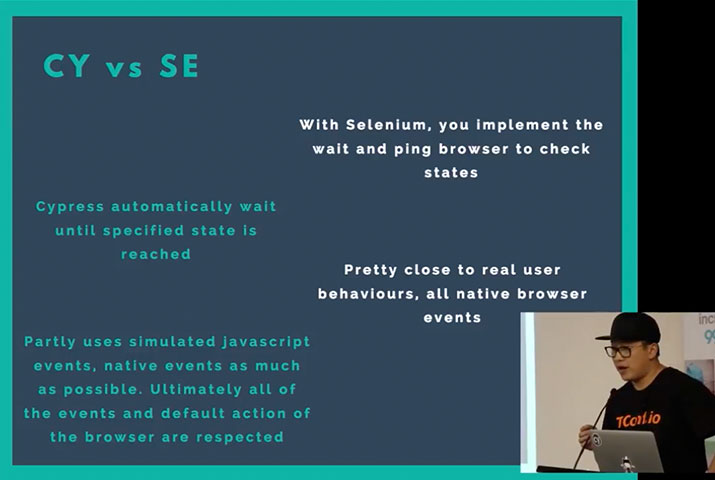 CY vs SE
With Selenium, you implement the
wait and ping browser to check
states
Cypress automatically wait
until specified state is
reached
Pretty close to real user
behaviours, all native browser
events
Partly uses simulated javascript
events, native events as much
as possible. Ultimately all of
the events and default action of
the browser are respected